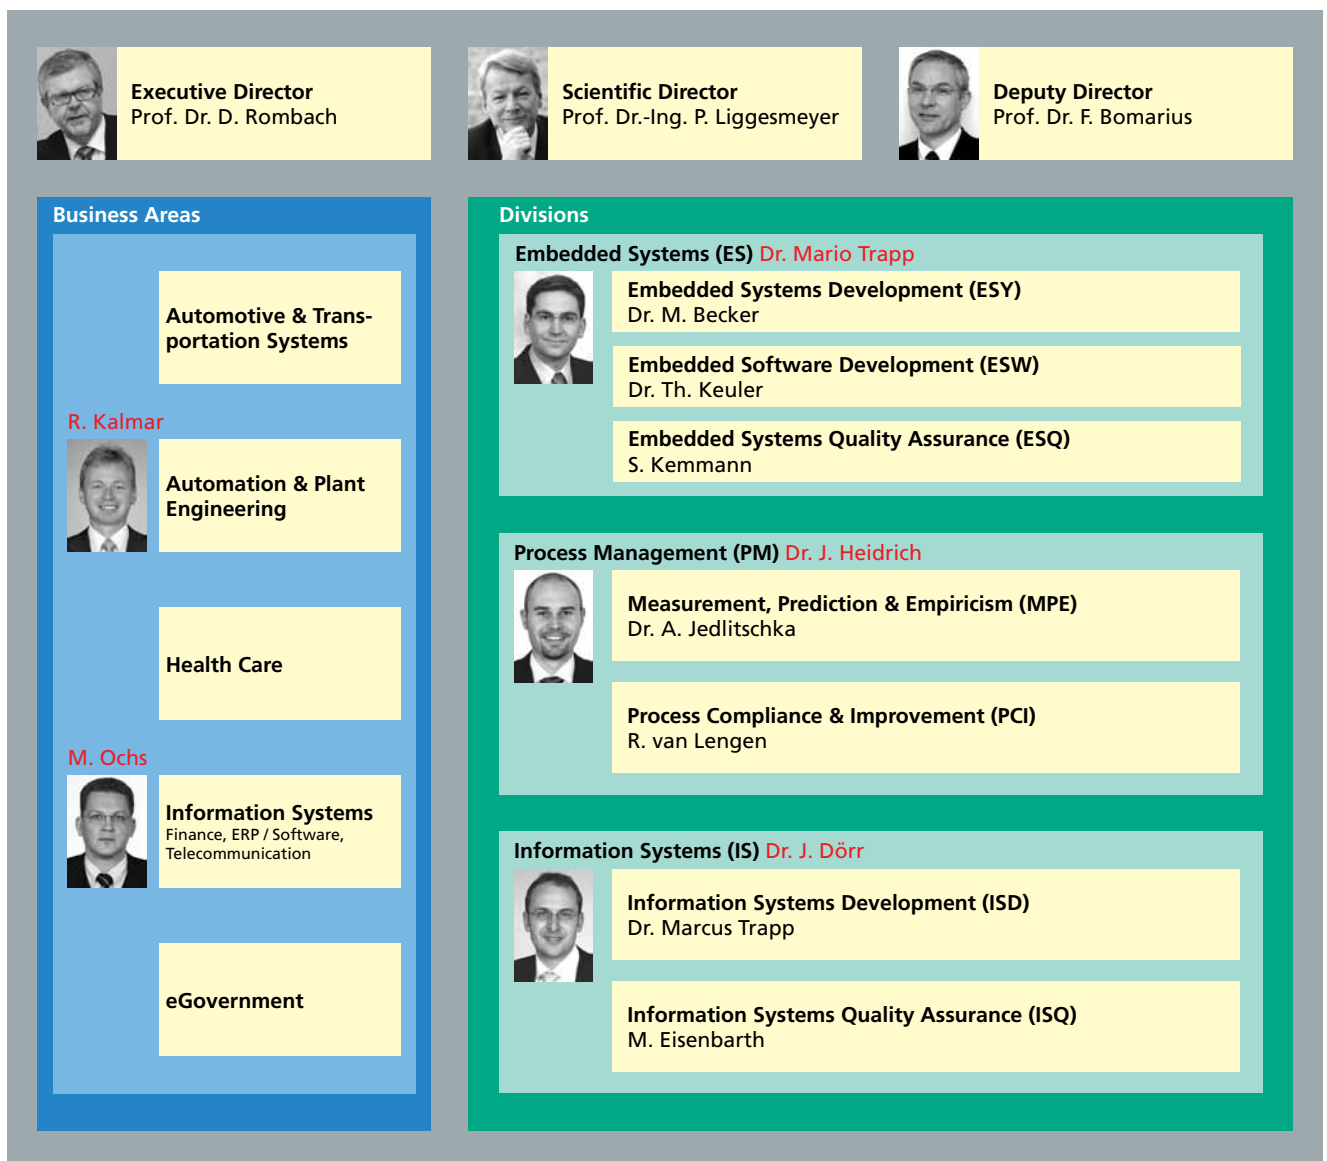 Executive Director
Prof. Dr. D. Rombach
Scientific Director
Prof. Dr.-Ing. P. Liggesmeyer
Deputy Director
Prof. Dr. F. Bomarius
Business Areas
Automotive & Trans-
portation Systems
R. Kalmar
Automation & Plant
Engineering
Health Care
M. Ochs
Information Systems
Finance, ERP / Software,
Telecommunication
eGovernment
Divisions
Embedded Systems (ES) Dr. Mario Trapp
Embedded Systems Development (ESY)
Dr. M. Becker
Embedded Software Development (ESW)
Dr. Th. Keuler
Embedded Systems Quality Assurance (ESQ)
S. Kemmann
Process Management (PM) Dr. J. Heidrich
Measurement, Prediction & Empiricism (MPE)
Dr. A. Jedlitschka
Process Compliance & Improvement (PCI)
R. van Lengen
Information Systems (IS) Dr. J. Dörr
Information Systems Development (ISD)
Dr. Marcus Trapp
Information Systems Quality Assurance (ISQ)
M. Eisenbarth